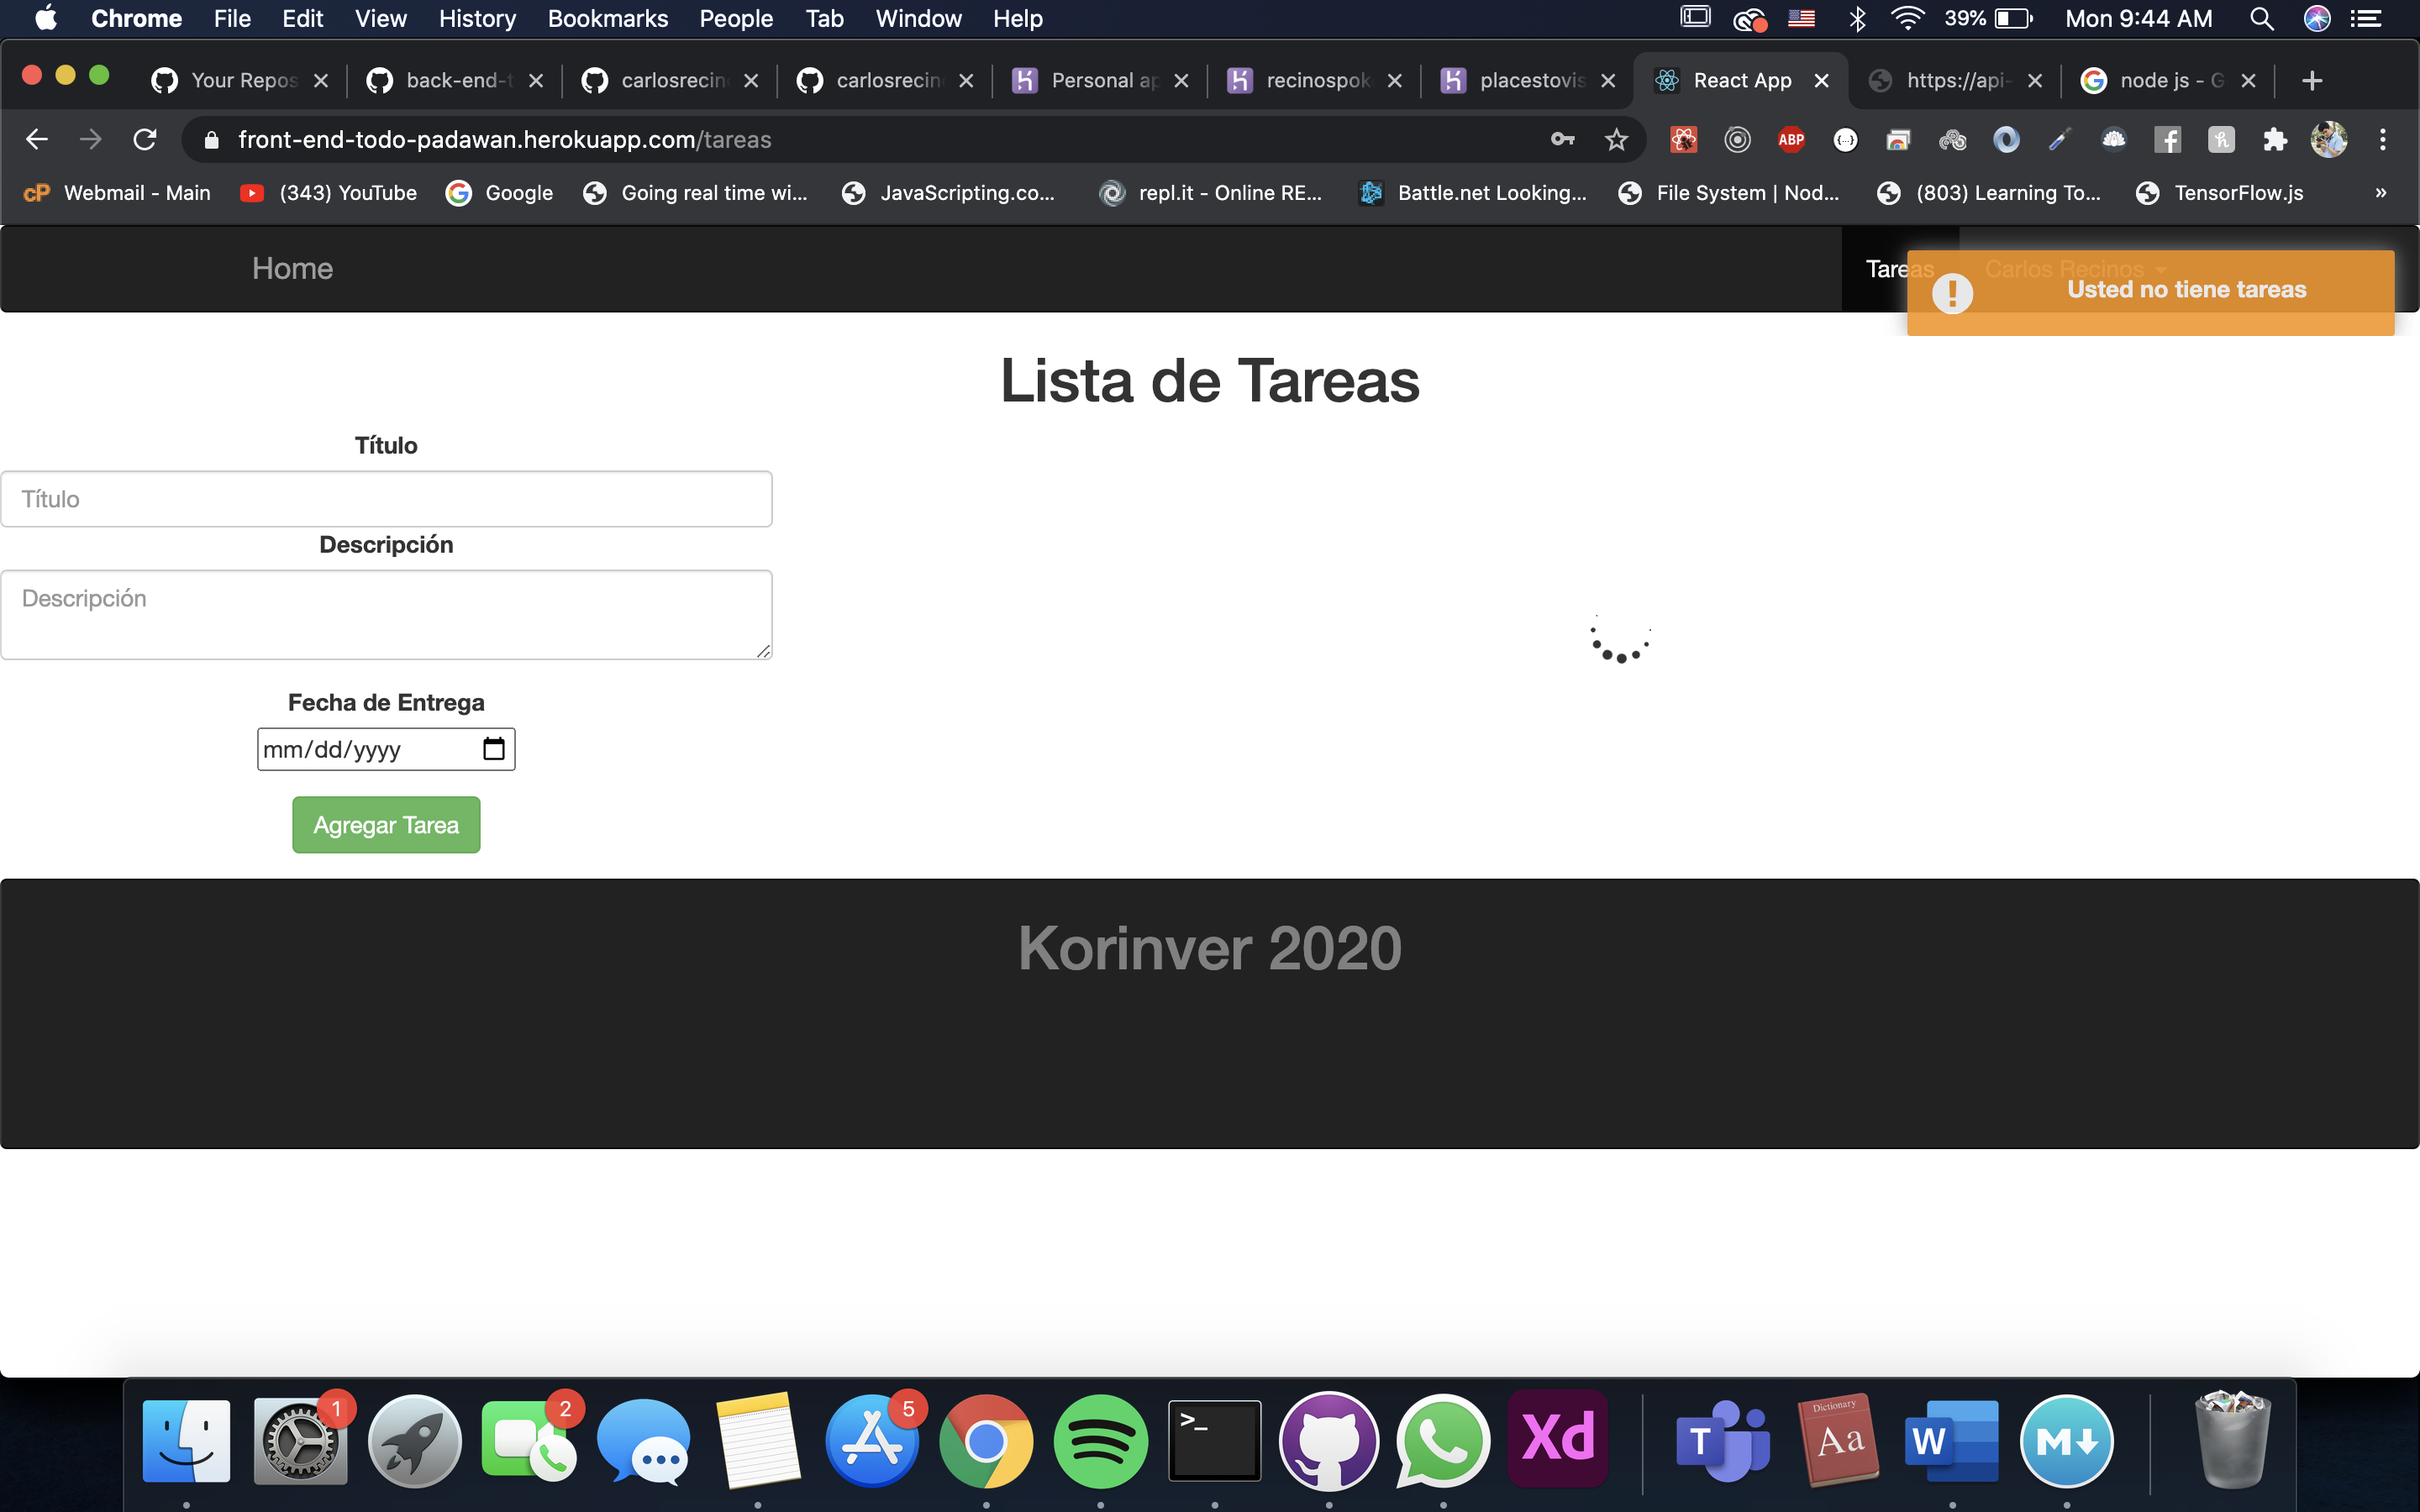 Chrome File Edit View History Bookmarks People Tab Window Help 39% Mon 9:44 AM
Your Repos back-end-t carlosrecin carlosrecin Personal ap recinospok placestovis React App https://api- node js - G
front-end-todo-padawan.herokuapp.com/tareas ABP
cP Webmail - Main (343) YouTube Google Going real time wi... JavaScripting.co... repl.it - Online RE... Battle.net Looking... File System | Nod... (803) Learning To... TensorFlow.js »
Home Tareas Carlos Recinos
Usted no tiene tareas
Lista de Tareas
Título
Título
Descripción
Descripción
Fecha de Entrega
mm/dd/yyyy
Agregar Tarea
Korinver 2020
1 2 5 >_ Xd T Dictionary Aa W M